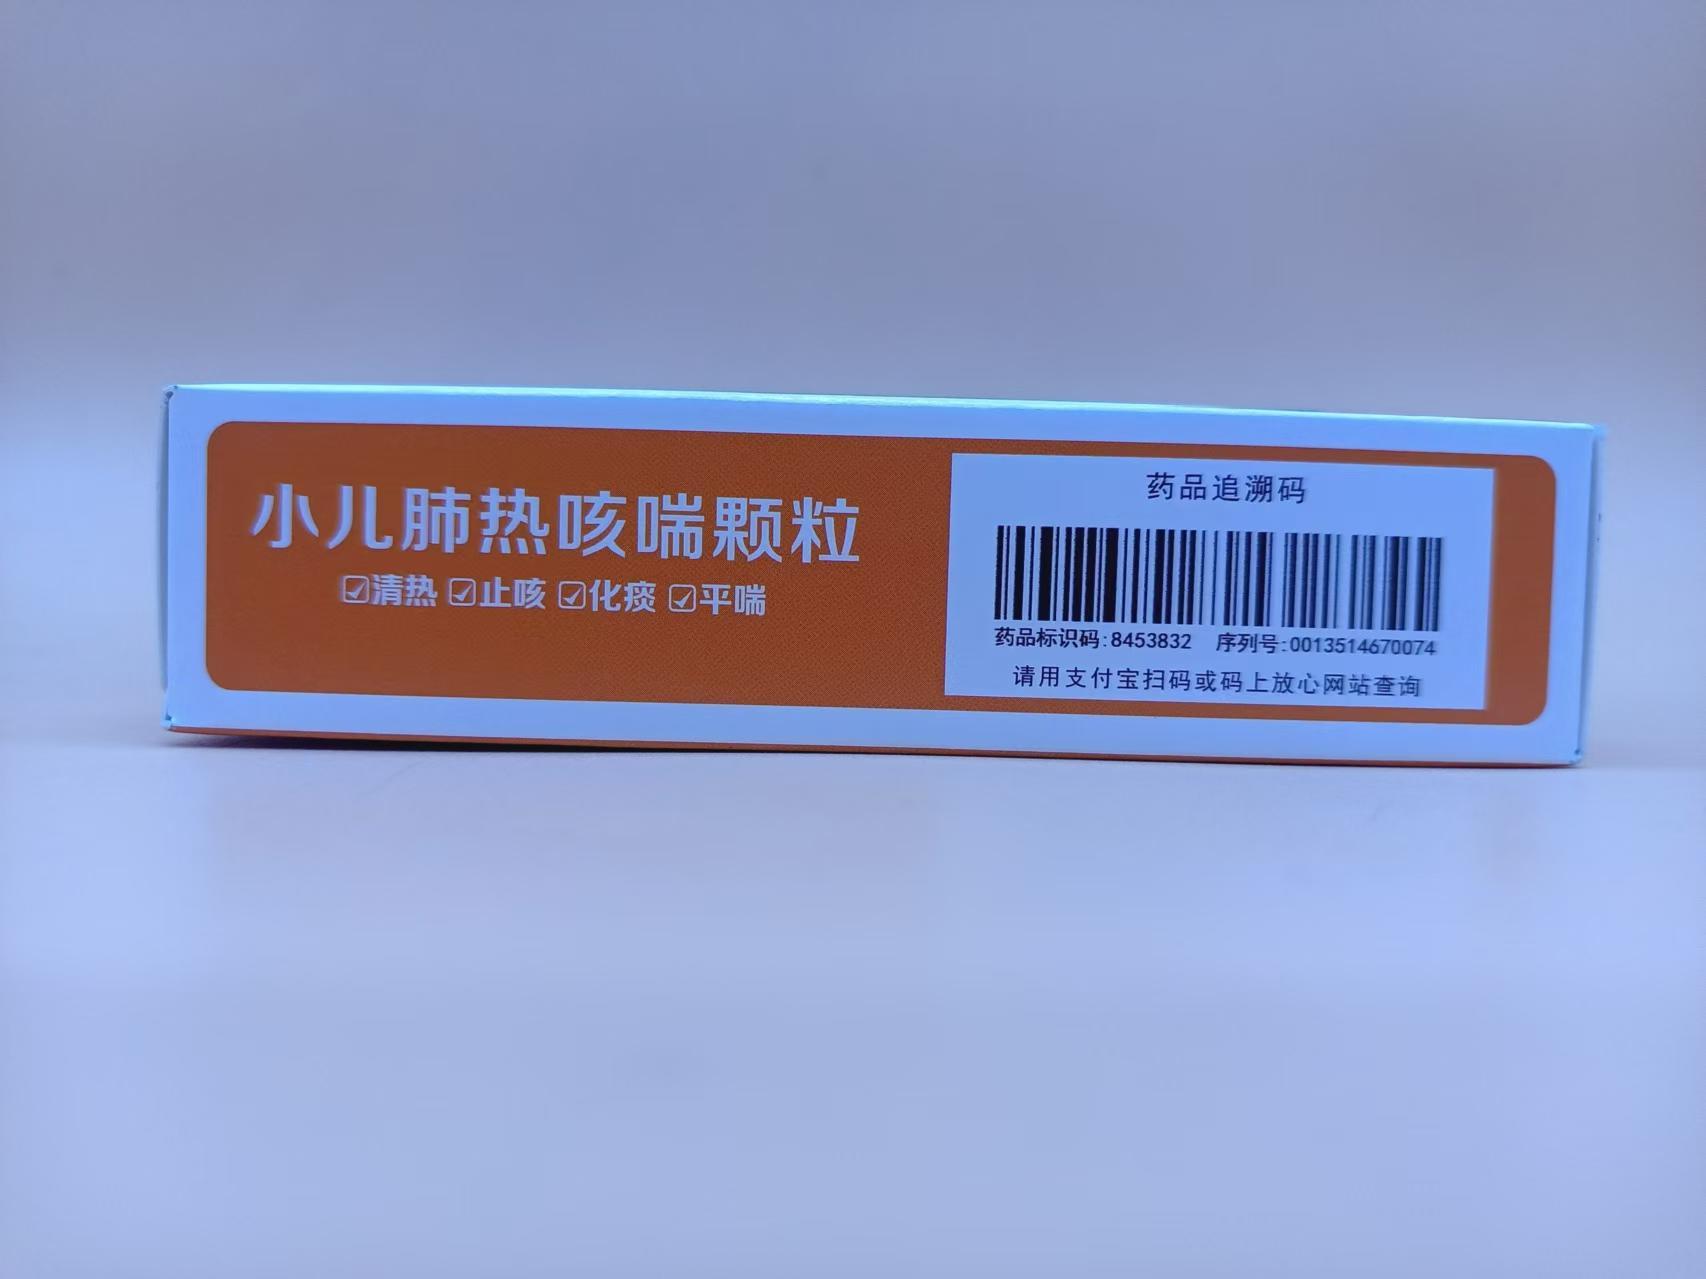 小儿肺热咳喘颗粒
☑清热 ☑止咳 ☑化痰 ☑平喘
药品追溯码
药品标识码:8453832 序列号:0013514670074
请用支付宝扫码或码上放心网站查询